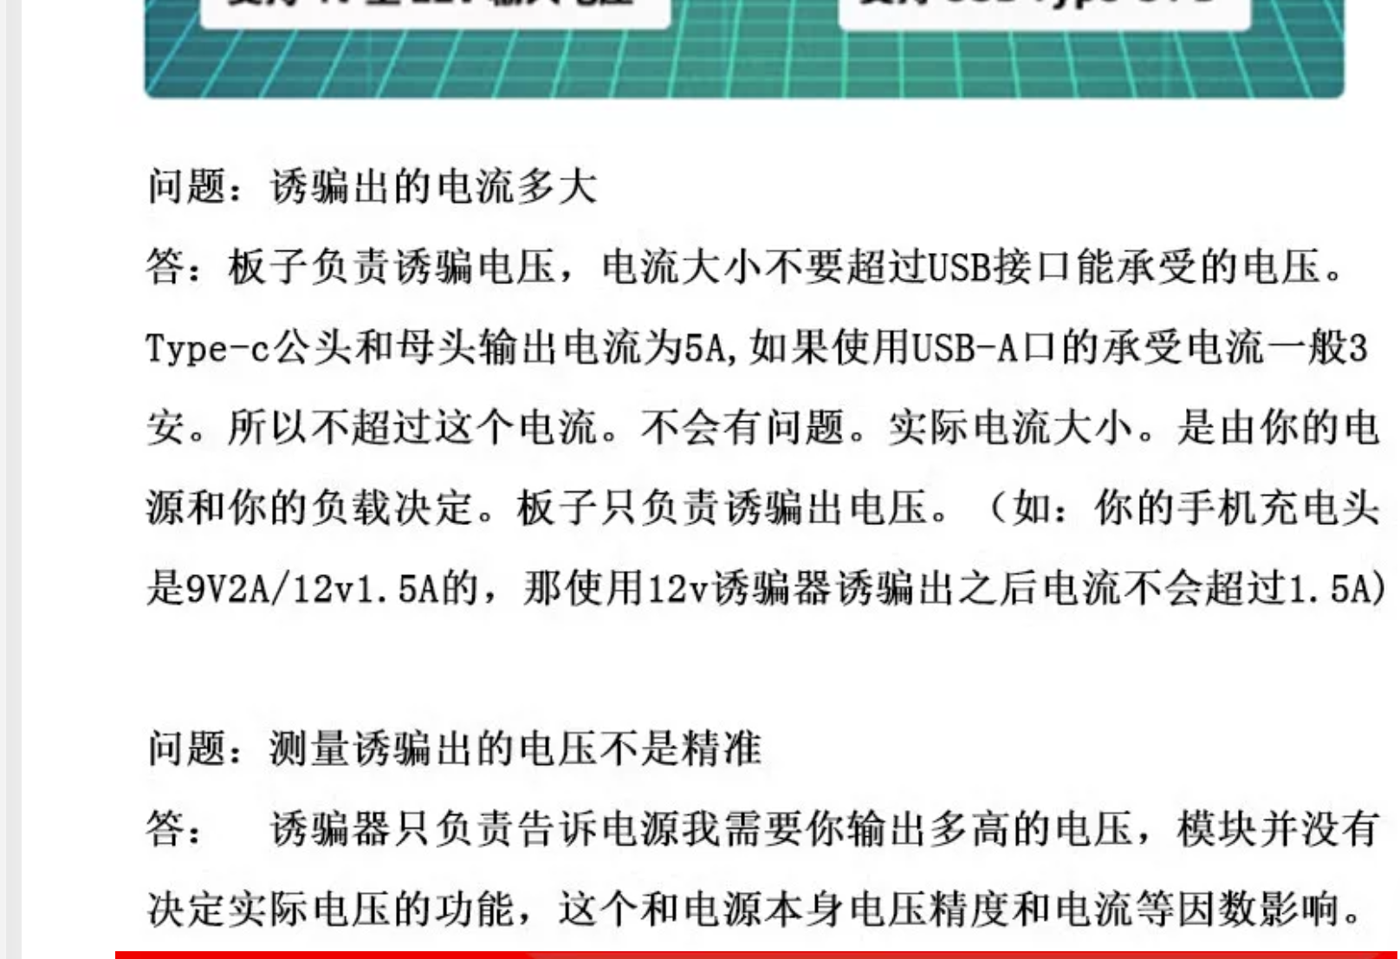 问题：诱骗出的电流多大
答：板子负责诱骗电压，电流大小不要超过USB接口能承受的电压。
Type-c公头和母头输出电流为5A,如果使用USB-A口的承受电流一般3
安。所以不超过这个电流。不会有问题。实际电流大小。是由你的电
源和你的负载决定。板子只负责诱骗出电压。（如：你的手机充电头
是9V2A/12v1.5A的，那使用12v诱骗器诱骗出之后电流不会超过1.5A)
问题：测量诱骗出的电压不是精准
答： 诱骗器只负责告诉电源我需要你输出多高的电压，模块并没有
决定实际电压的功能，这个和电源本身电压精度和电流等因数影响。